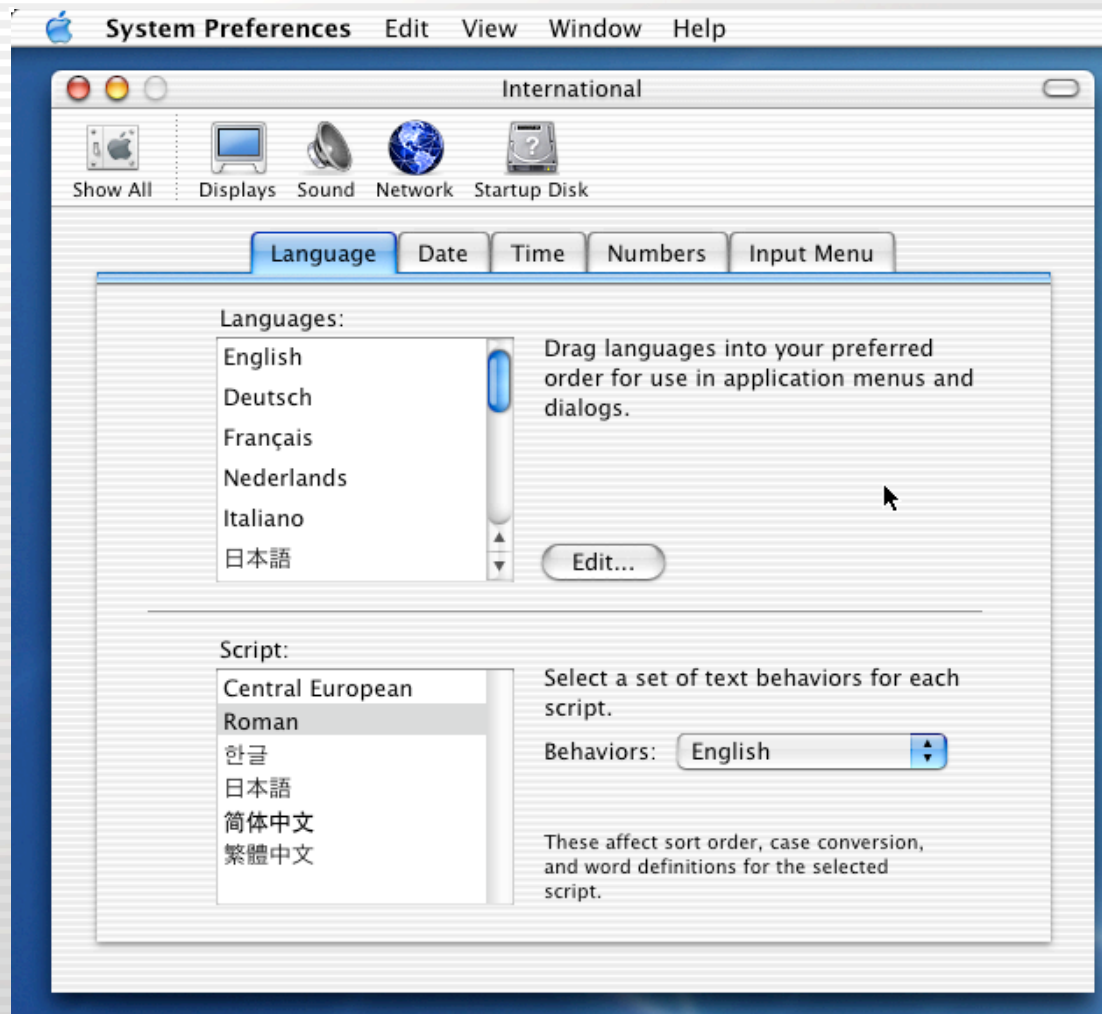 System Preferences Edit View Window Help
International
Show All Displays Sound Network Startup Disk
Language Date Time Numbers Input Menu
Languages:
English
Deutsch
Français
Nederlands
Italiano
日本語
Drag languages into your preferred
order for use in application menus and
dialogs.
Edit...
Script:
Central European
Roman
한글
日本語
简体中文
繁體中文
Select a set of text behaviors for each
script.
Behaviors: English
These affect sort order, case conversion,
and word definitions for the selected
script.